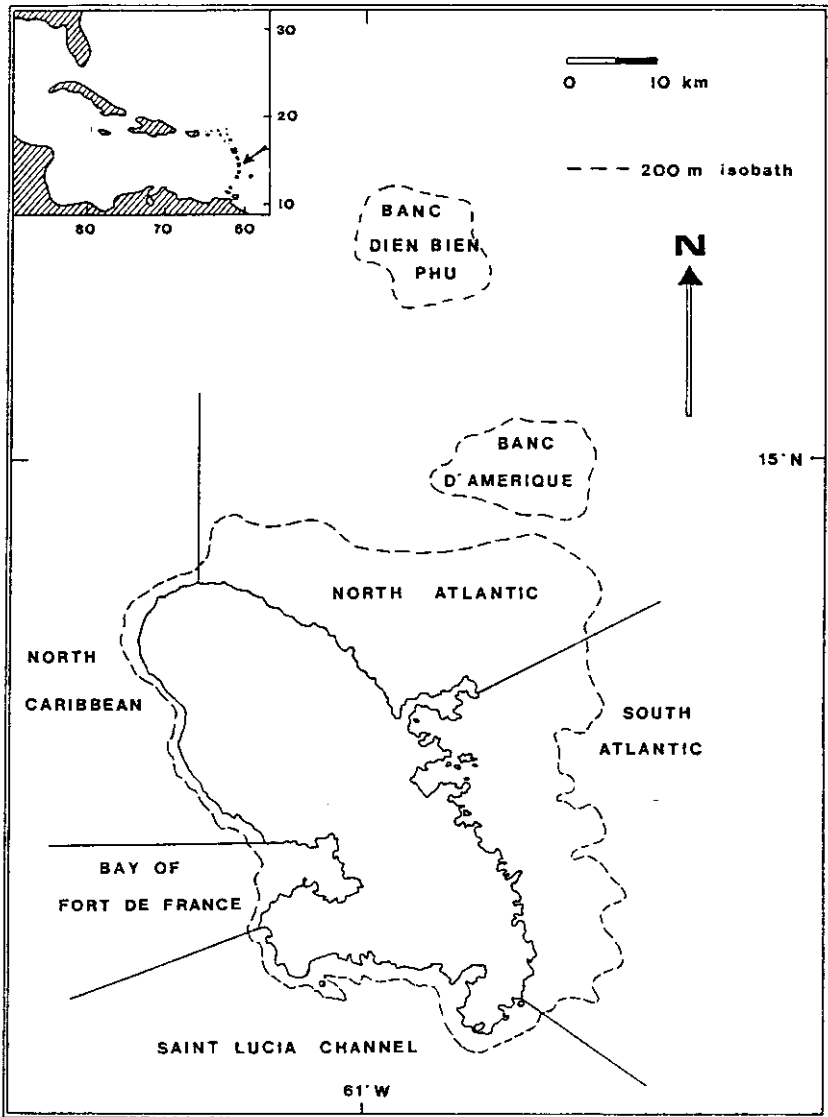 30
20
10
80
70
60
0 10 km
200 m isobath
BANC
DIEN BIEN
PHU
N
BANC
D'AMERIQUE
15°N
NORTH ATLANTIC
NORTH
CARIBBEAN
SOUTH
ATLANTIC
BAY OF
FORT DE FRANCE
SAINT LUCIA CHANNEL
61°W